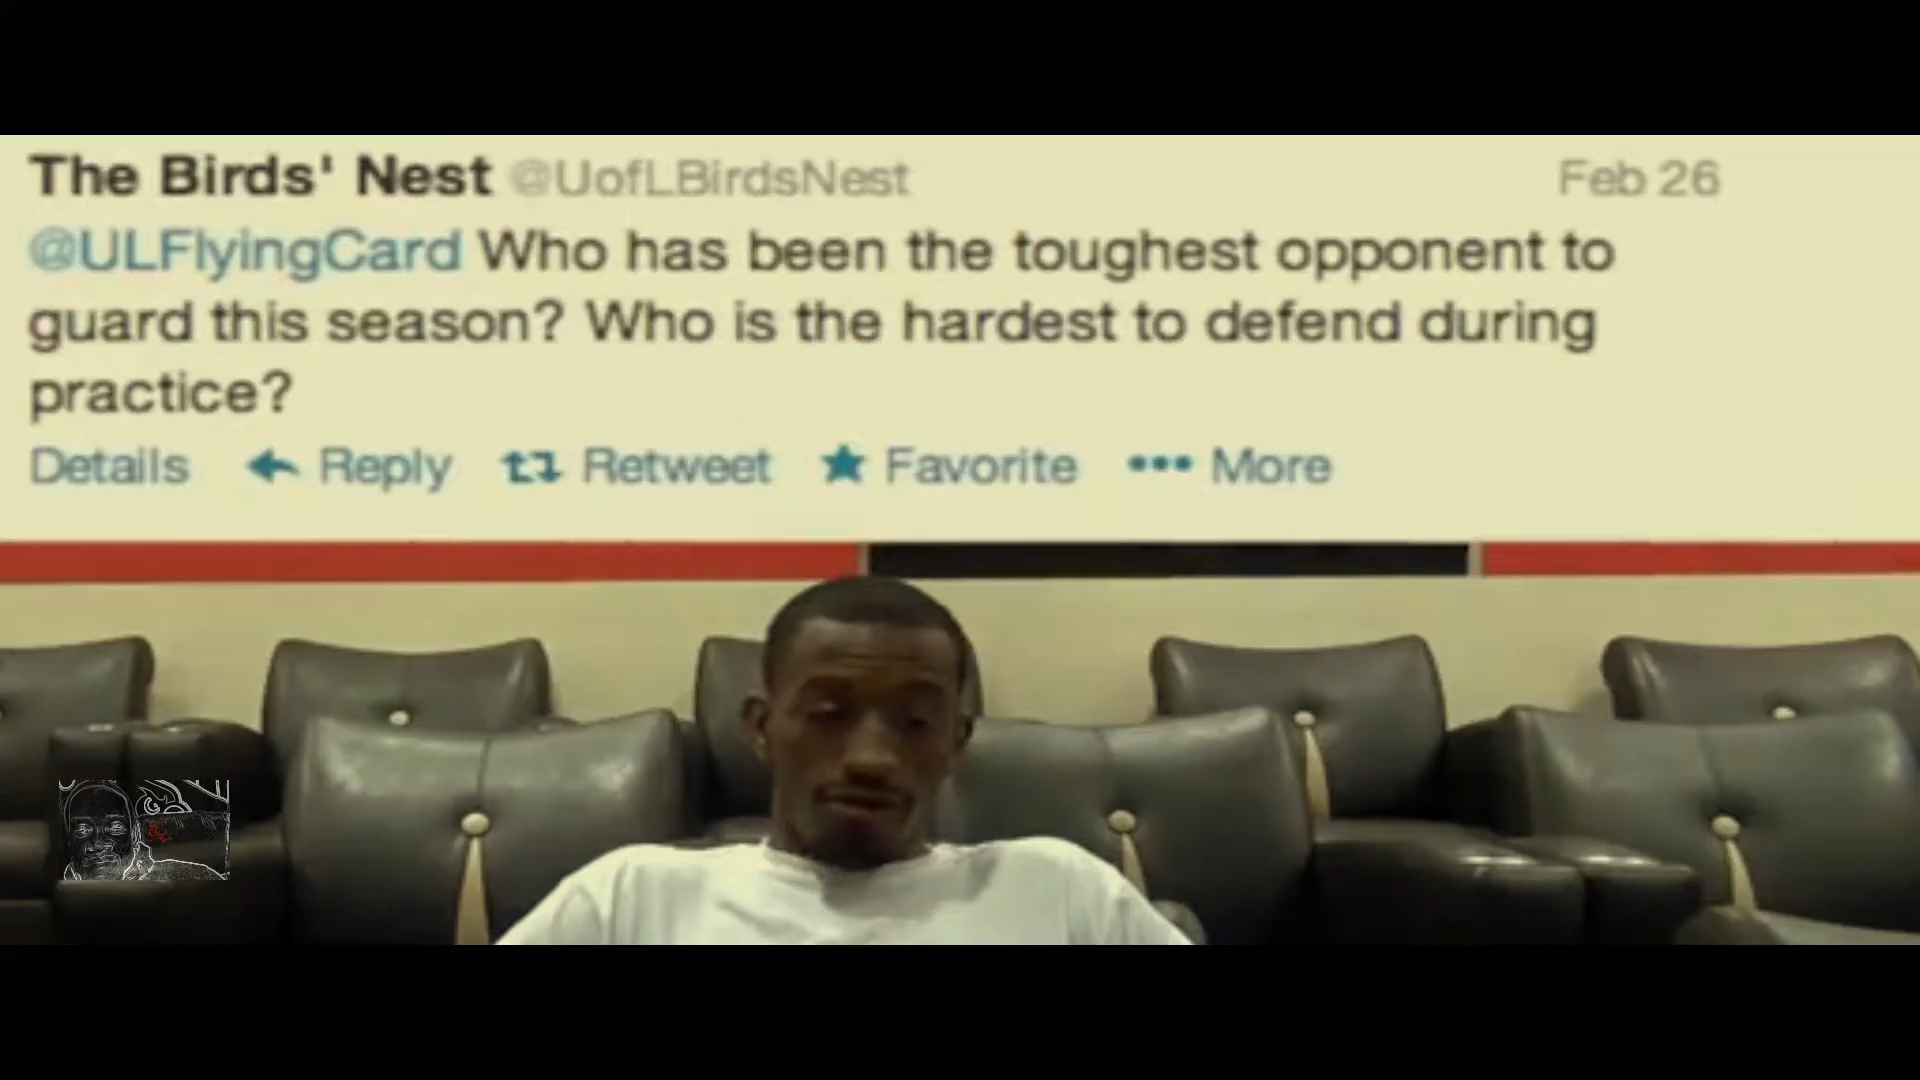 The Birds' Nest @UofLBirdsNest Feb 26
@ULFlyingCard Who has been the toughest opponent to
guard this season? Who is the hardest to defend during
practice?
Details Reply Retweet Favorite More